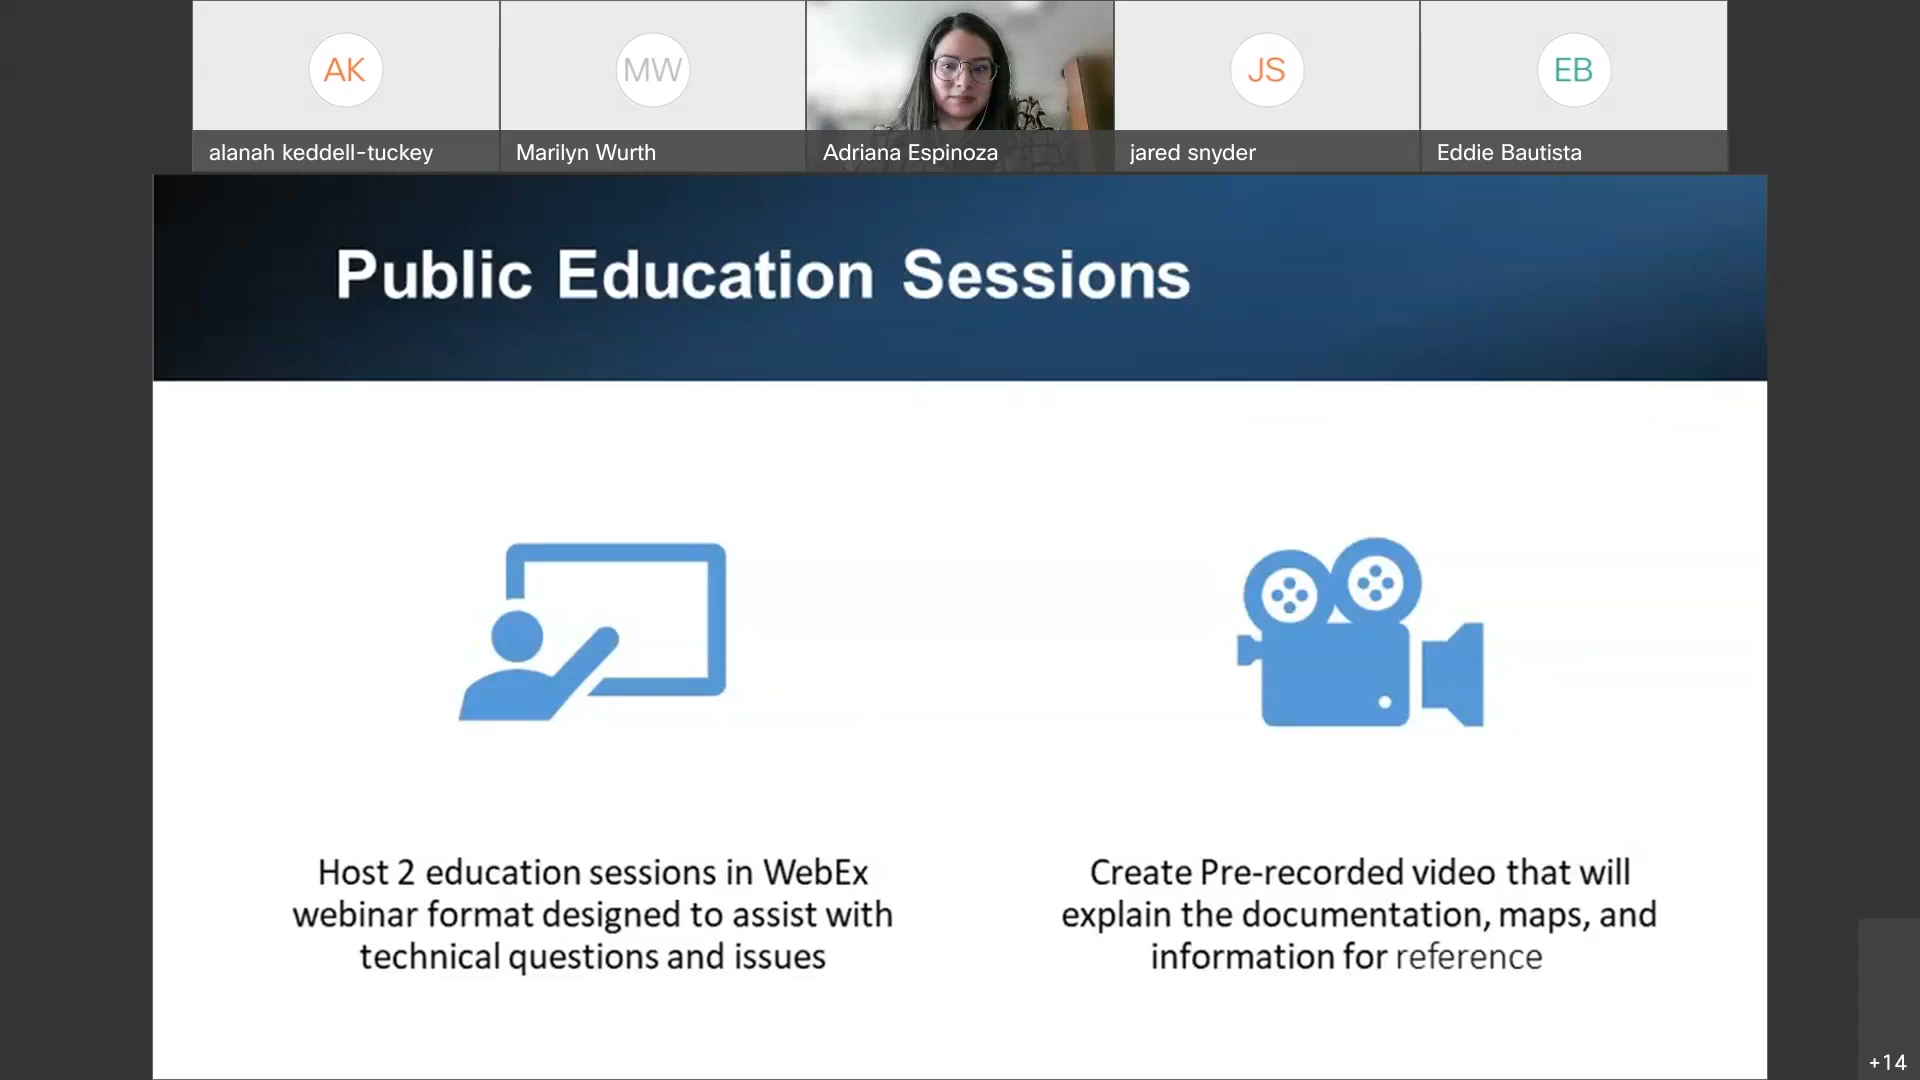 AK
MW
JS
EB
alanah keddell-tuckey
Marilyn Wurth
Adriana Espinoza
jared snyder
Eddie Bautista
Public Education Sessions
Host 2 education sessions in WebEx
webinar format designed to assist with
technical questions and issues
Create Pre-recorded video that will
explain the documentation, maps, and
information for reference
+14